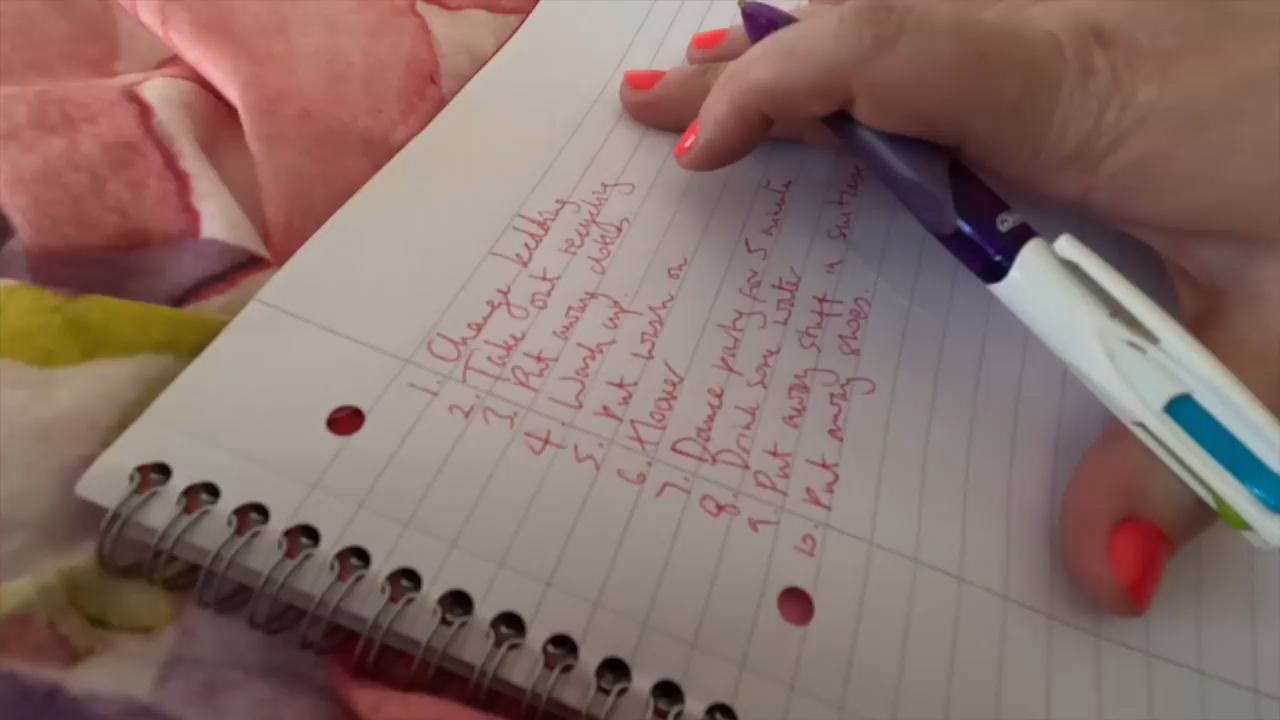 1. Change bedding
2. Take out recycling
3. Put away clothes
4. Wash up.
5. Put wash on
6. Hoover
7. Dance party for 5 minute
8. Drink some water
9. Put away stuff in suitcase
10. Put away shoes.